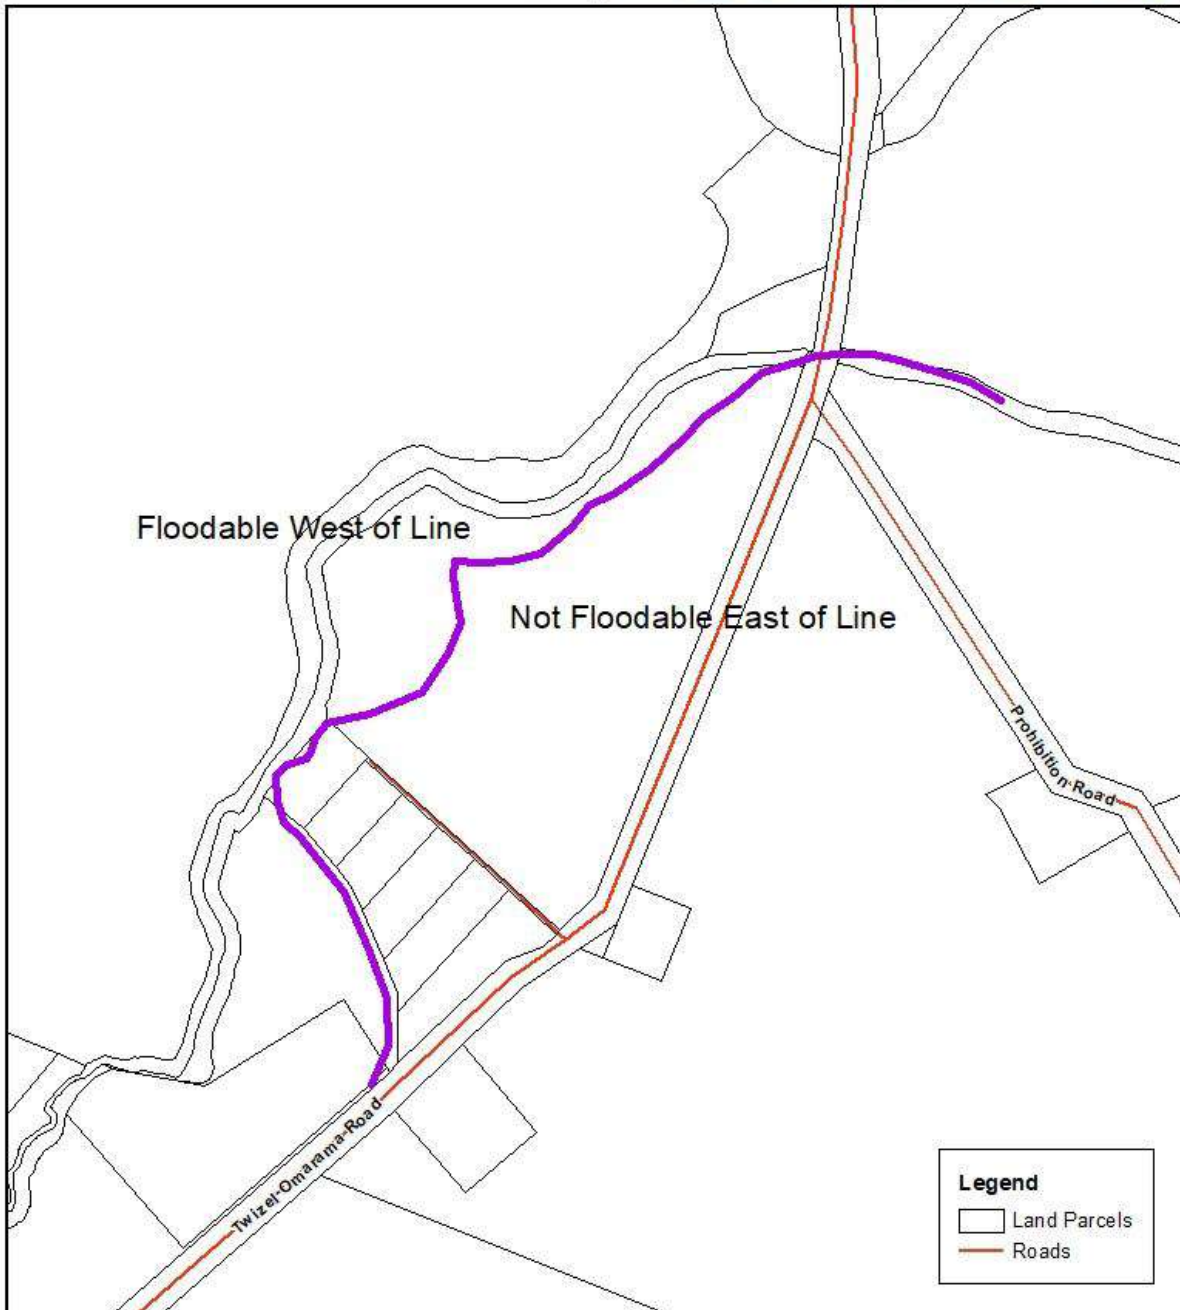 Floodable West of Line
Not Floodable East of Line
Prohibition Road
Twizel-Omarama-Road
Legend
Land Parcels
Roads